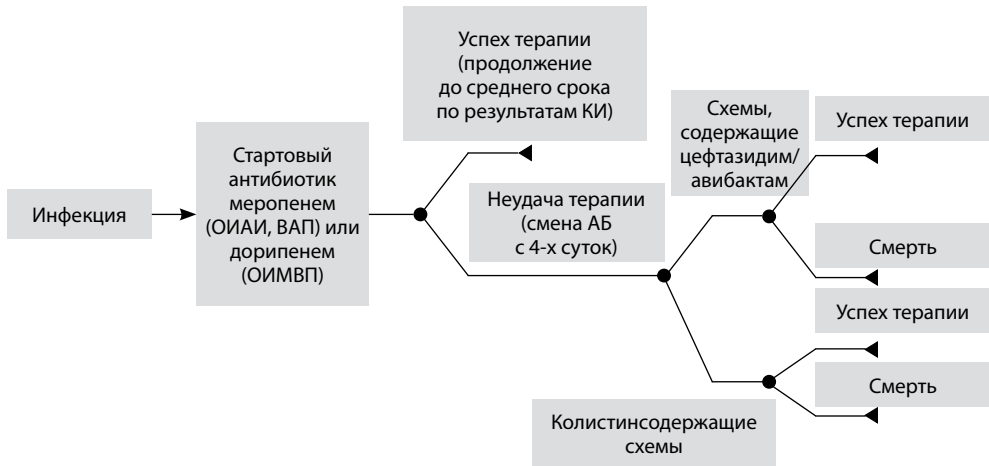 Инфекция
Стартовый
антибиотик
меропенем
(ОИАИ, ВАП) или
дорипенем
(ОИМВП)
Успех терапии
(продолжение
до среднего срока
по результатам КИ)
Неудача терапии
(смена АБ
с 4-х суток)
Схемы,
содержащие
цефтазидим/
авибактам
Успех терапии
Смерть
Колистинсодержащие
схемы
Успех терапии
Смерть